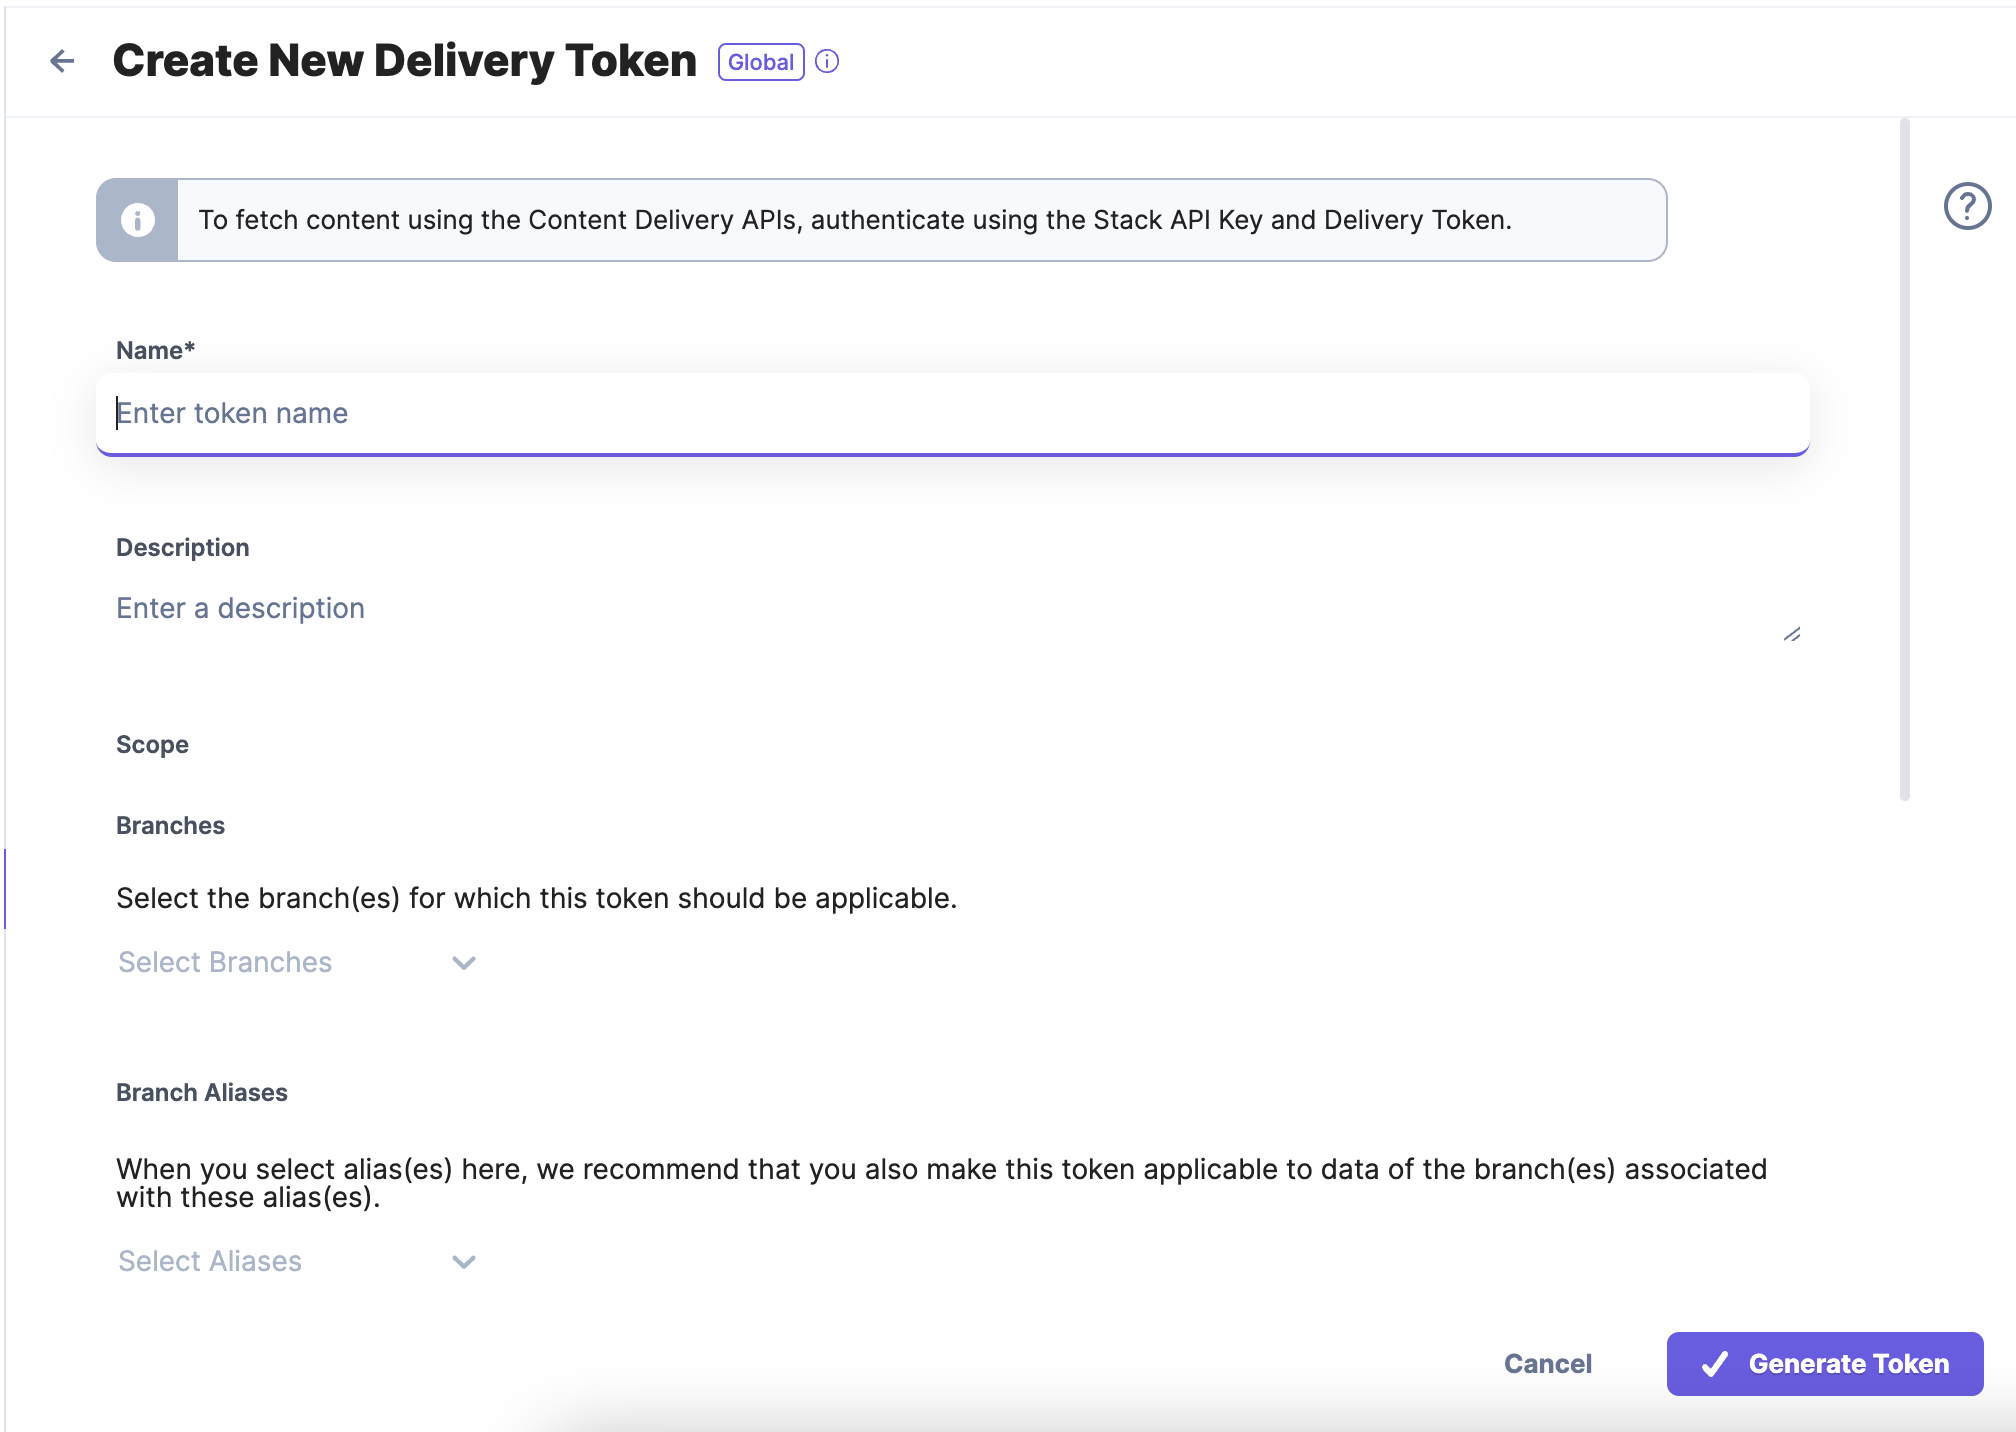 Create New Delivery Token Global
To fetch content using the Content Delivery APIs, authenticate using the Stack API Key and Delivery Token.
Name*
Enter token name
Description
Enter a description
Scope
Branches
Select the branch(es) for which this token should be applicable.
Select Branches
Branch Aliases
When you select alias(es) here, we recommend that you also make this token applicable to data of the branch(es) associated
with these alias(es).
Select Aliases
Cancel
Generate Token